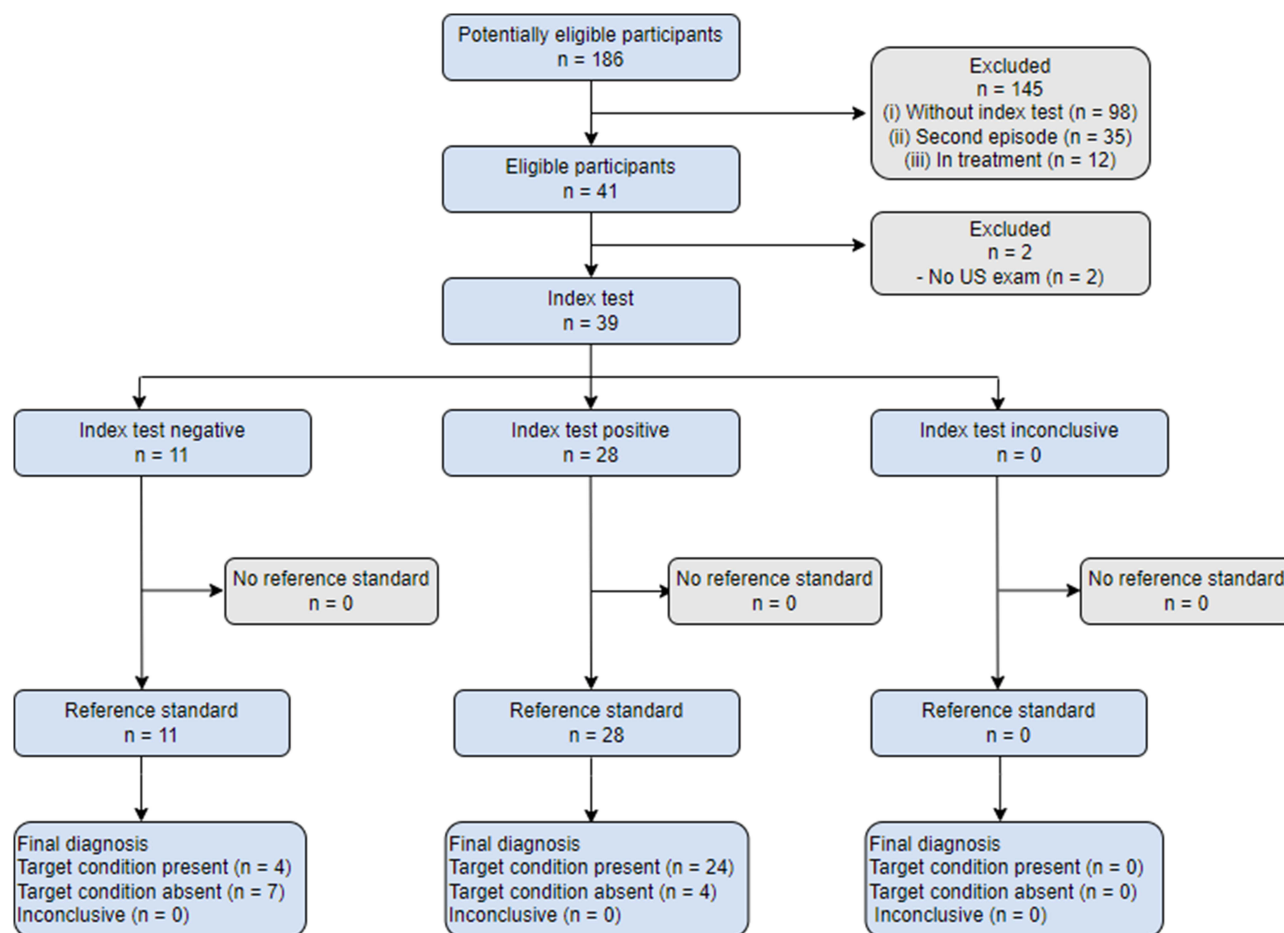 Potentially eligible participants
n = 186
Excluded
n = 145
(i) Without index test (n = 98)
(ii) Second episode (n = 35)
(iii) In treatment (n = 12)
Eligible participants
n = 41
Excluded
n = 2
- No US exam (n = 2)
Index test
n = 39
Index test negative
n = 11
Index test positive
n = 28
Index test inconclusive
n = 0
No reference standard
n = 0
No reference standard
n = 0
No reference standard
n = 0
Reference standard
n = 11
Reference standard
n = 28
Reference standard
n = 0
Final diagnosis
Target condition present (n = 4)
Target condition absent (n = 7)
Inconclusive (n = 0)
Final diagnosis
Target condition present (n = 24)
Target condition absent (n = 4)
Inconclusive (n = 0)
Final diagnosis
Target condition present (n = 0)
Target condition absent (n = 0)
Inconclusive (n = 0)